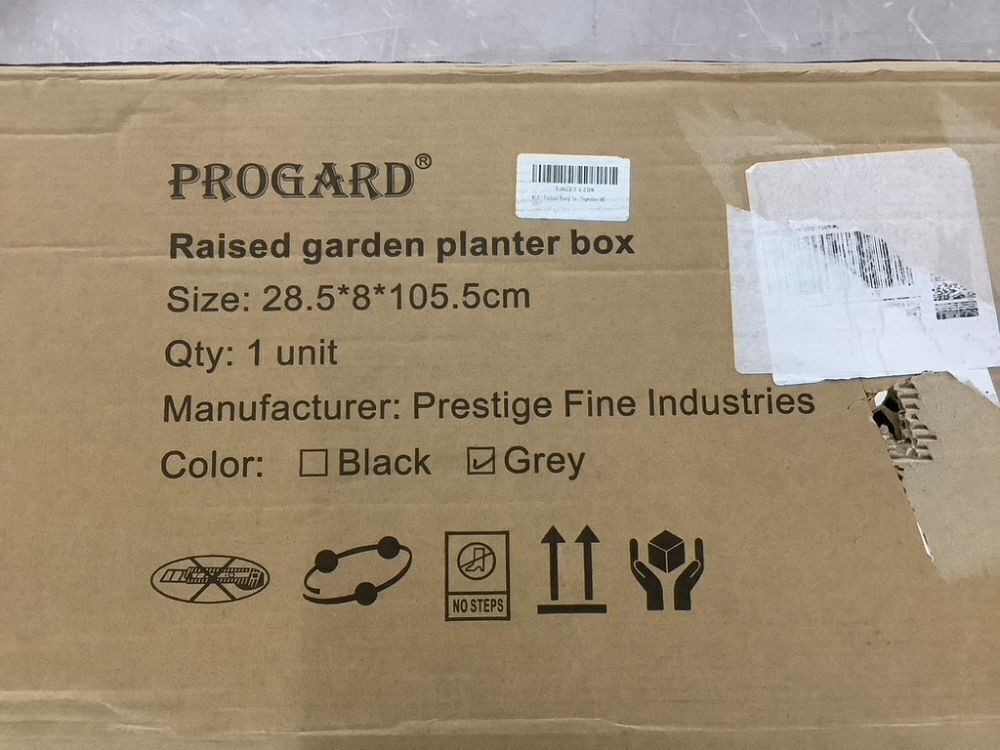 PROGARD®
Raised garden planter box
Size: 28.5*8*105.5cm
Qty: 1 unit
Manufacturer: Prestige Fine Industries
Color: Black Grey
NO STEPS